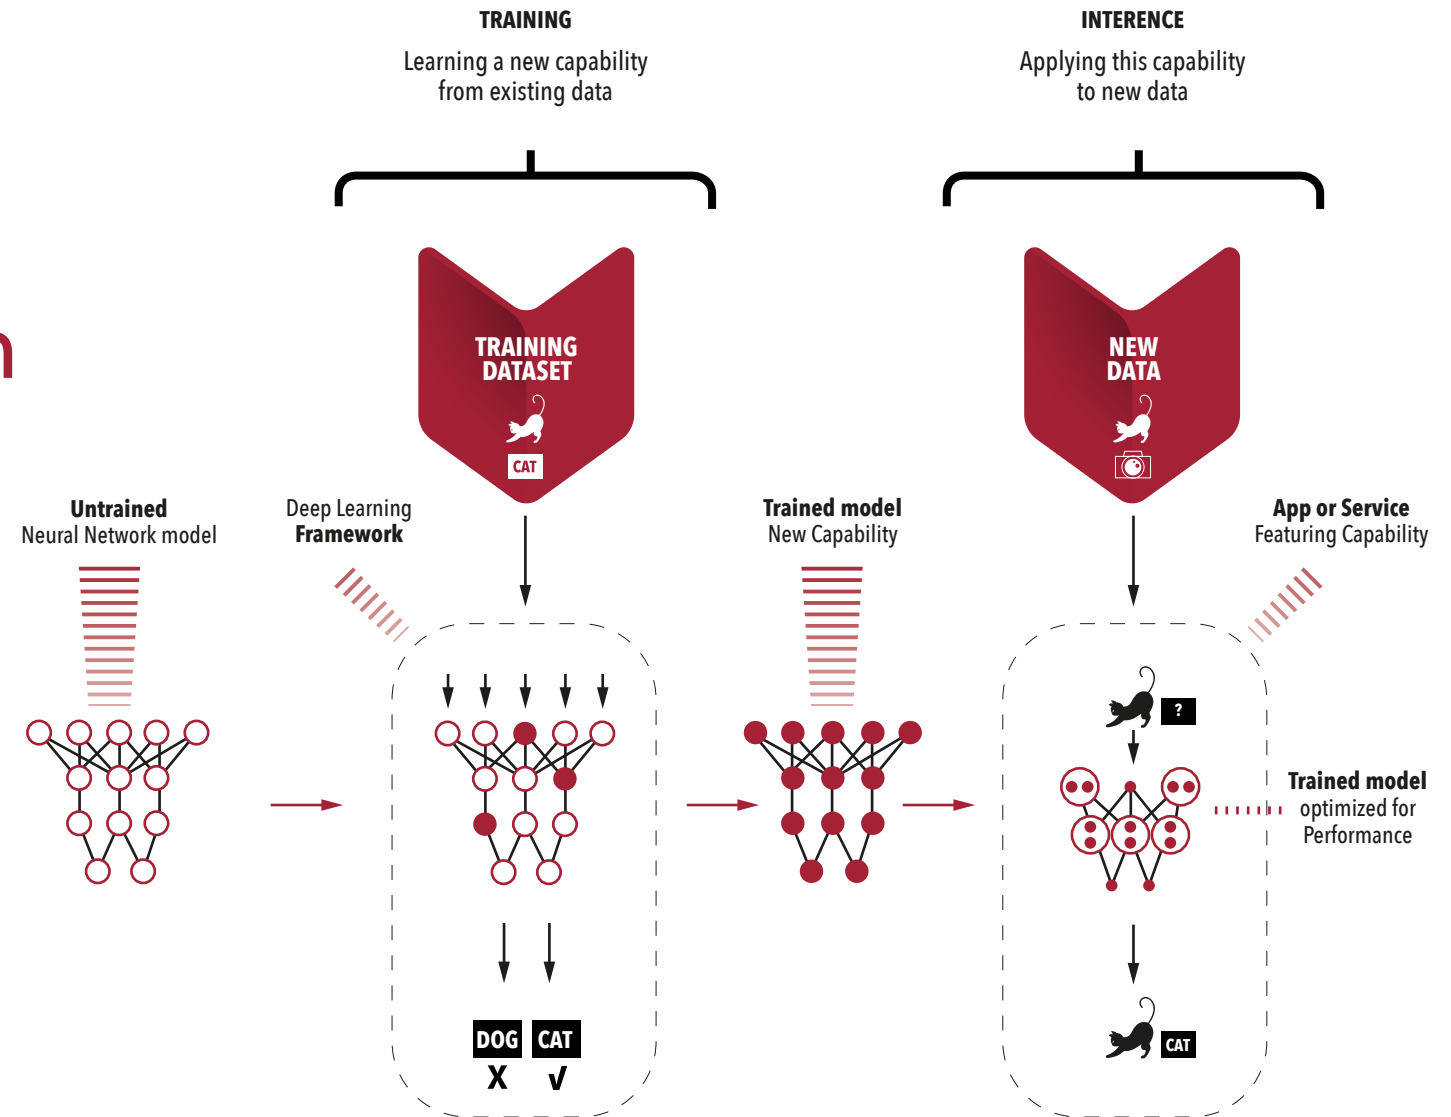 TRAINING
Learning a new capability
from existing data
INTERENCE
Applying this capability
to new data
TRAINING
DATASET
CAT
NEW
DATA
Untrained
Neural Network model
Deep Learning
Framework
Trained model
New Capability
App or Service
Featuring Capability
?
Trained model
optimized for
Performance
DOG CAT
X √
CAT